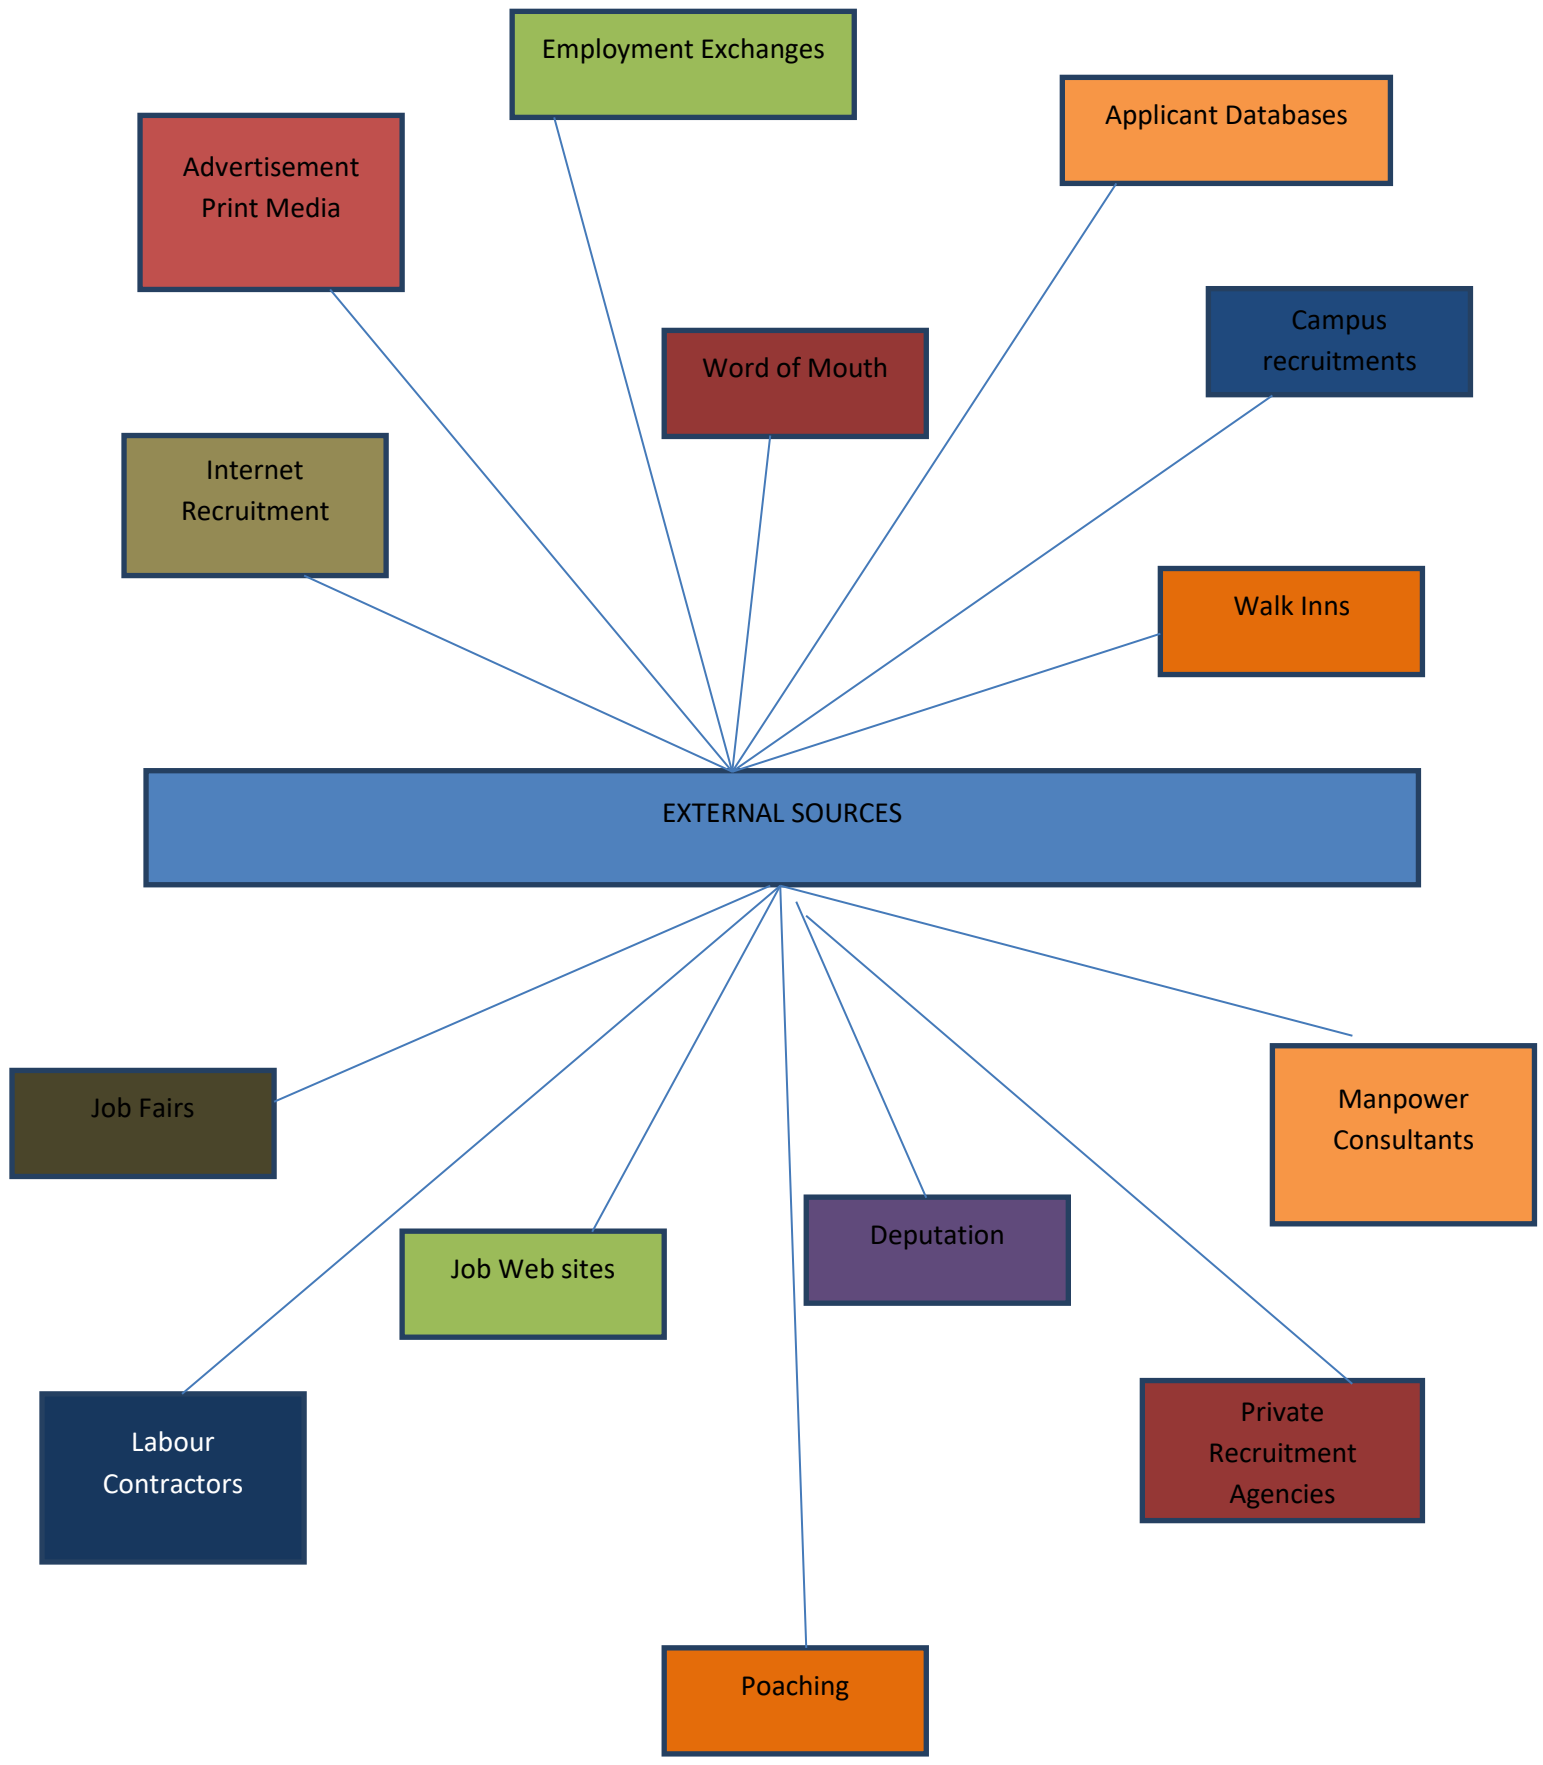 Employment Exchanges
Applicant Databases
Advertisement
Print Media
Campus
recruitments
Word of Mouth
Internet
Recruitment
Walk Inns
EXTERNAL SOURCES
Job Fairs
Manpower
Consultants
Deputation
Job Web sites
Private
Recruitment
Agencies
Labour
Contractors
Poaching